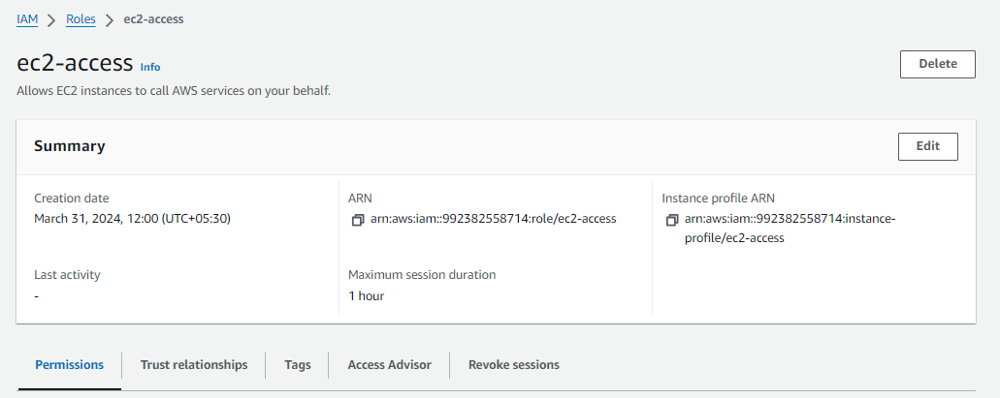 IAM > Roles > ec2-access
ec2-access Info
Delete
Allows EC2 instances to call AWS services on your behalf.
Summary
Edit
Creation date
March 31, 2024, 12:00 (UTC+05:30)
ARN
arn:aws:iam::992382558714:role/ec2-access
Instance profile ARN
arn:aws:iam::992382558714:instance-
profile/ec2-access
Last activity
-
Maximum session duration
1 hour
Permissions
Trust relationships
Tags
Access Advisor
Revoke sessions